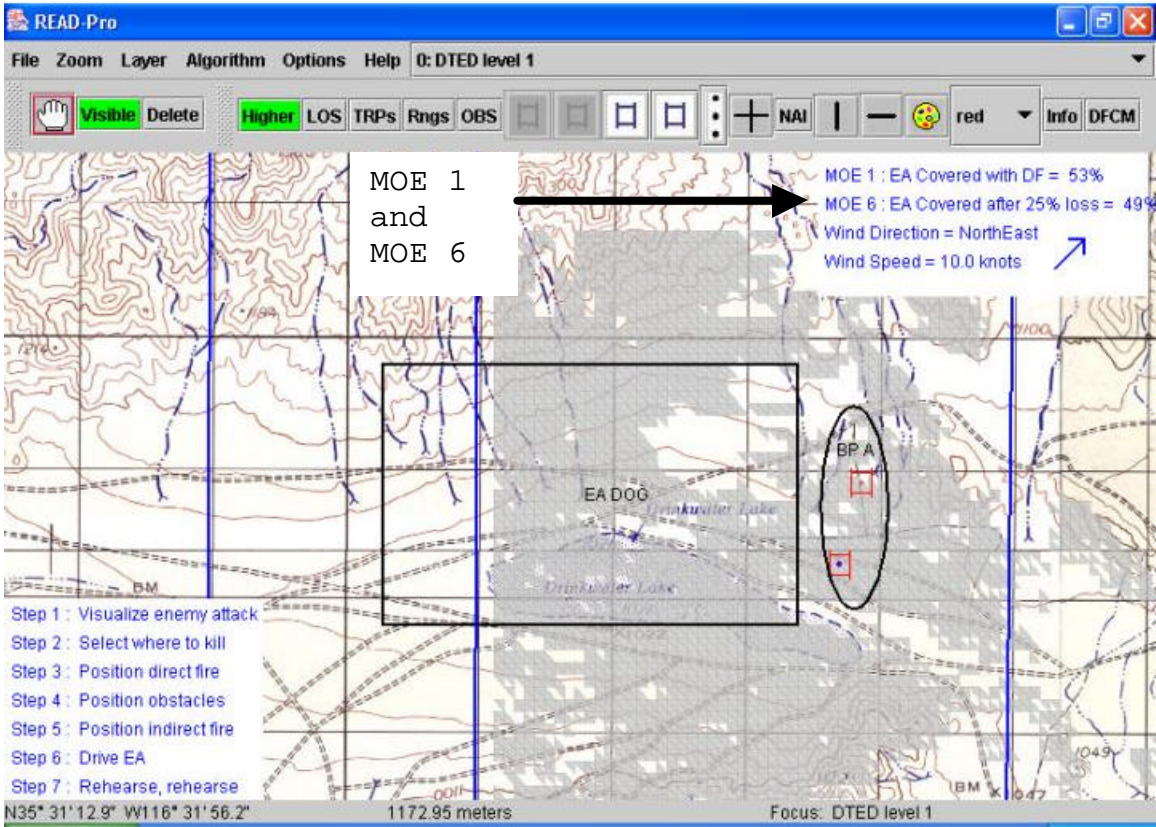 READ-Pro
File Zoom Layer Algorithm Options Help 0: DTED level 1
Visible Delete Higher LOS TRPs Rngs OBS NAI red Info DFCM
MOE 1
and
MOE 6
MOE 1 : EA Covered with DF = 53%
MOE 6 : EA Covered after 25% loss = 49%
Wind Direction = NorthEast
Wind Speed = 10.0 knots
1100
BP A
EA DOG
Drinkwater Lake
Drinkwater Lake
BM
1022
Step 1 : Visualize enemy attack
Step 2 : Select where to kill
Step 3 : Position direct fire
Step 4 : Position obstacles
Step 5 : Position indirect fire
Step 6 : Drive EA
Step 7 : Rehearse, rehearse
1049
BM
1047
N35° 31' 12.9" W116° 31' 56.2" 1172.95 meters Focus: DTED level 1